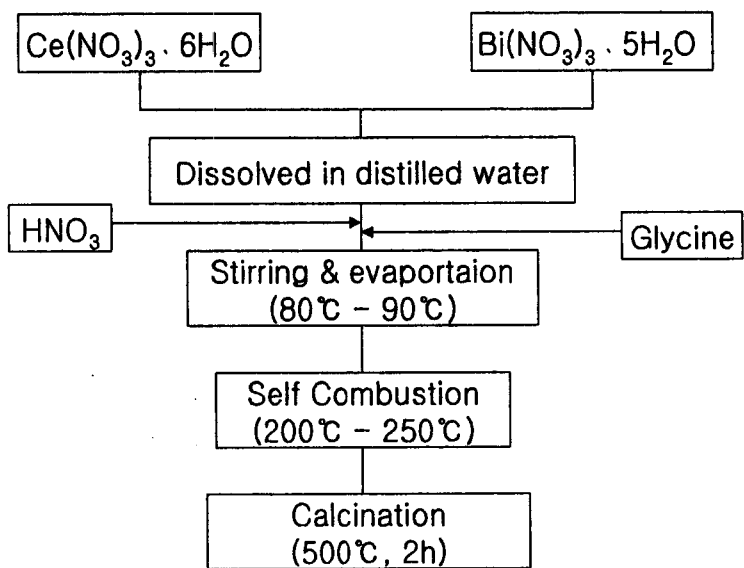 Ce(NO₃)₃ · 6H₂O
Bi(NO₃)₃ · 5H₂O
Dissolved in distilled water
HNO₃
Glycine
Stirring & evaportaion
(80℃ – 90℃)
Self Combustion
(200℃ – 250℃)
Calcination
(500℃, 2h)